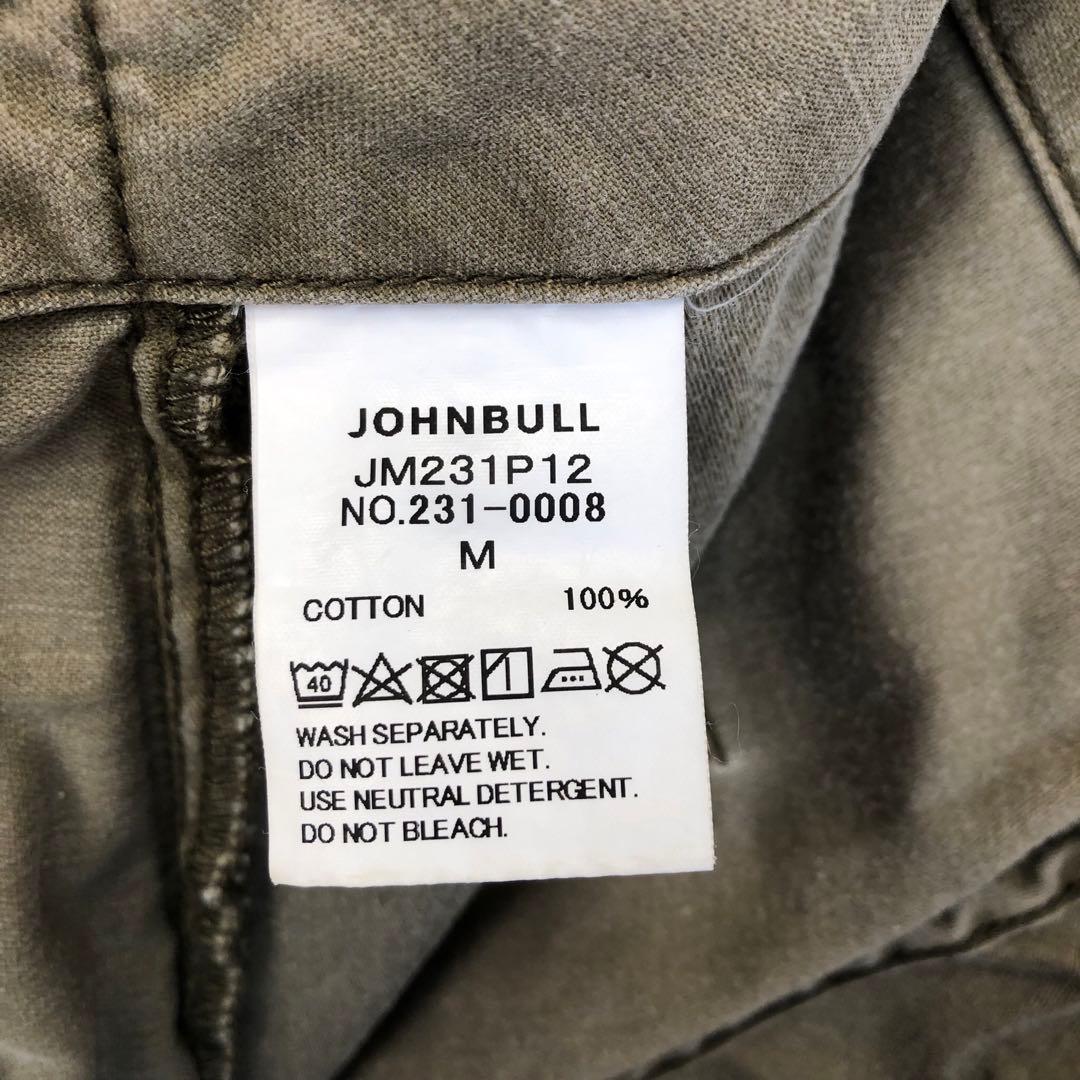 JOHNBULL
JM231P12
NO.231-0008
M
COTTON 100%
40
WASH SEPARATELY.
DO NOT LEAVE WET.
USE NEUTRAL DETERGENT.
DO NOT BLEACH.